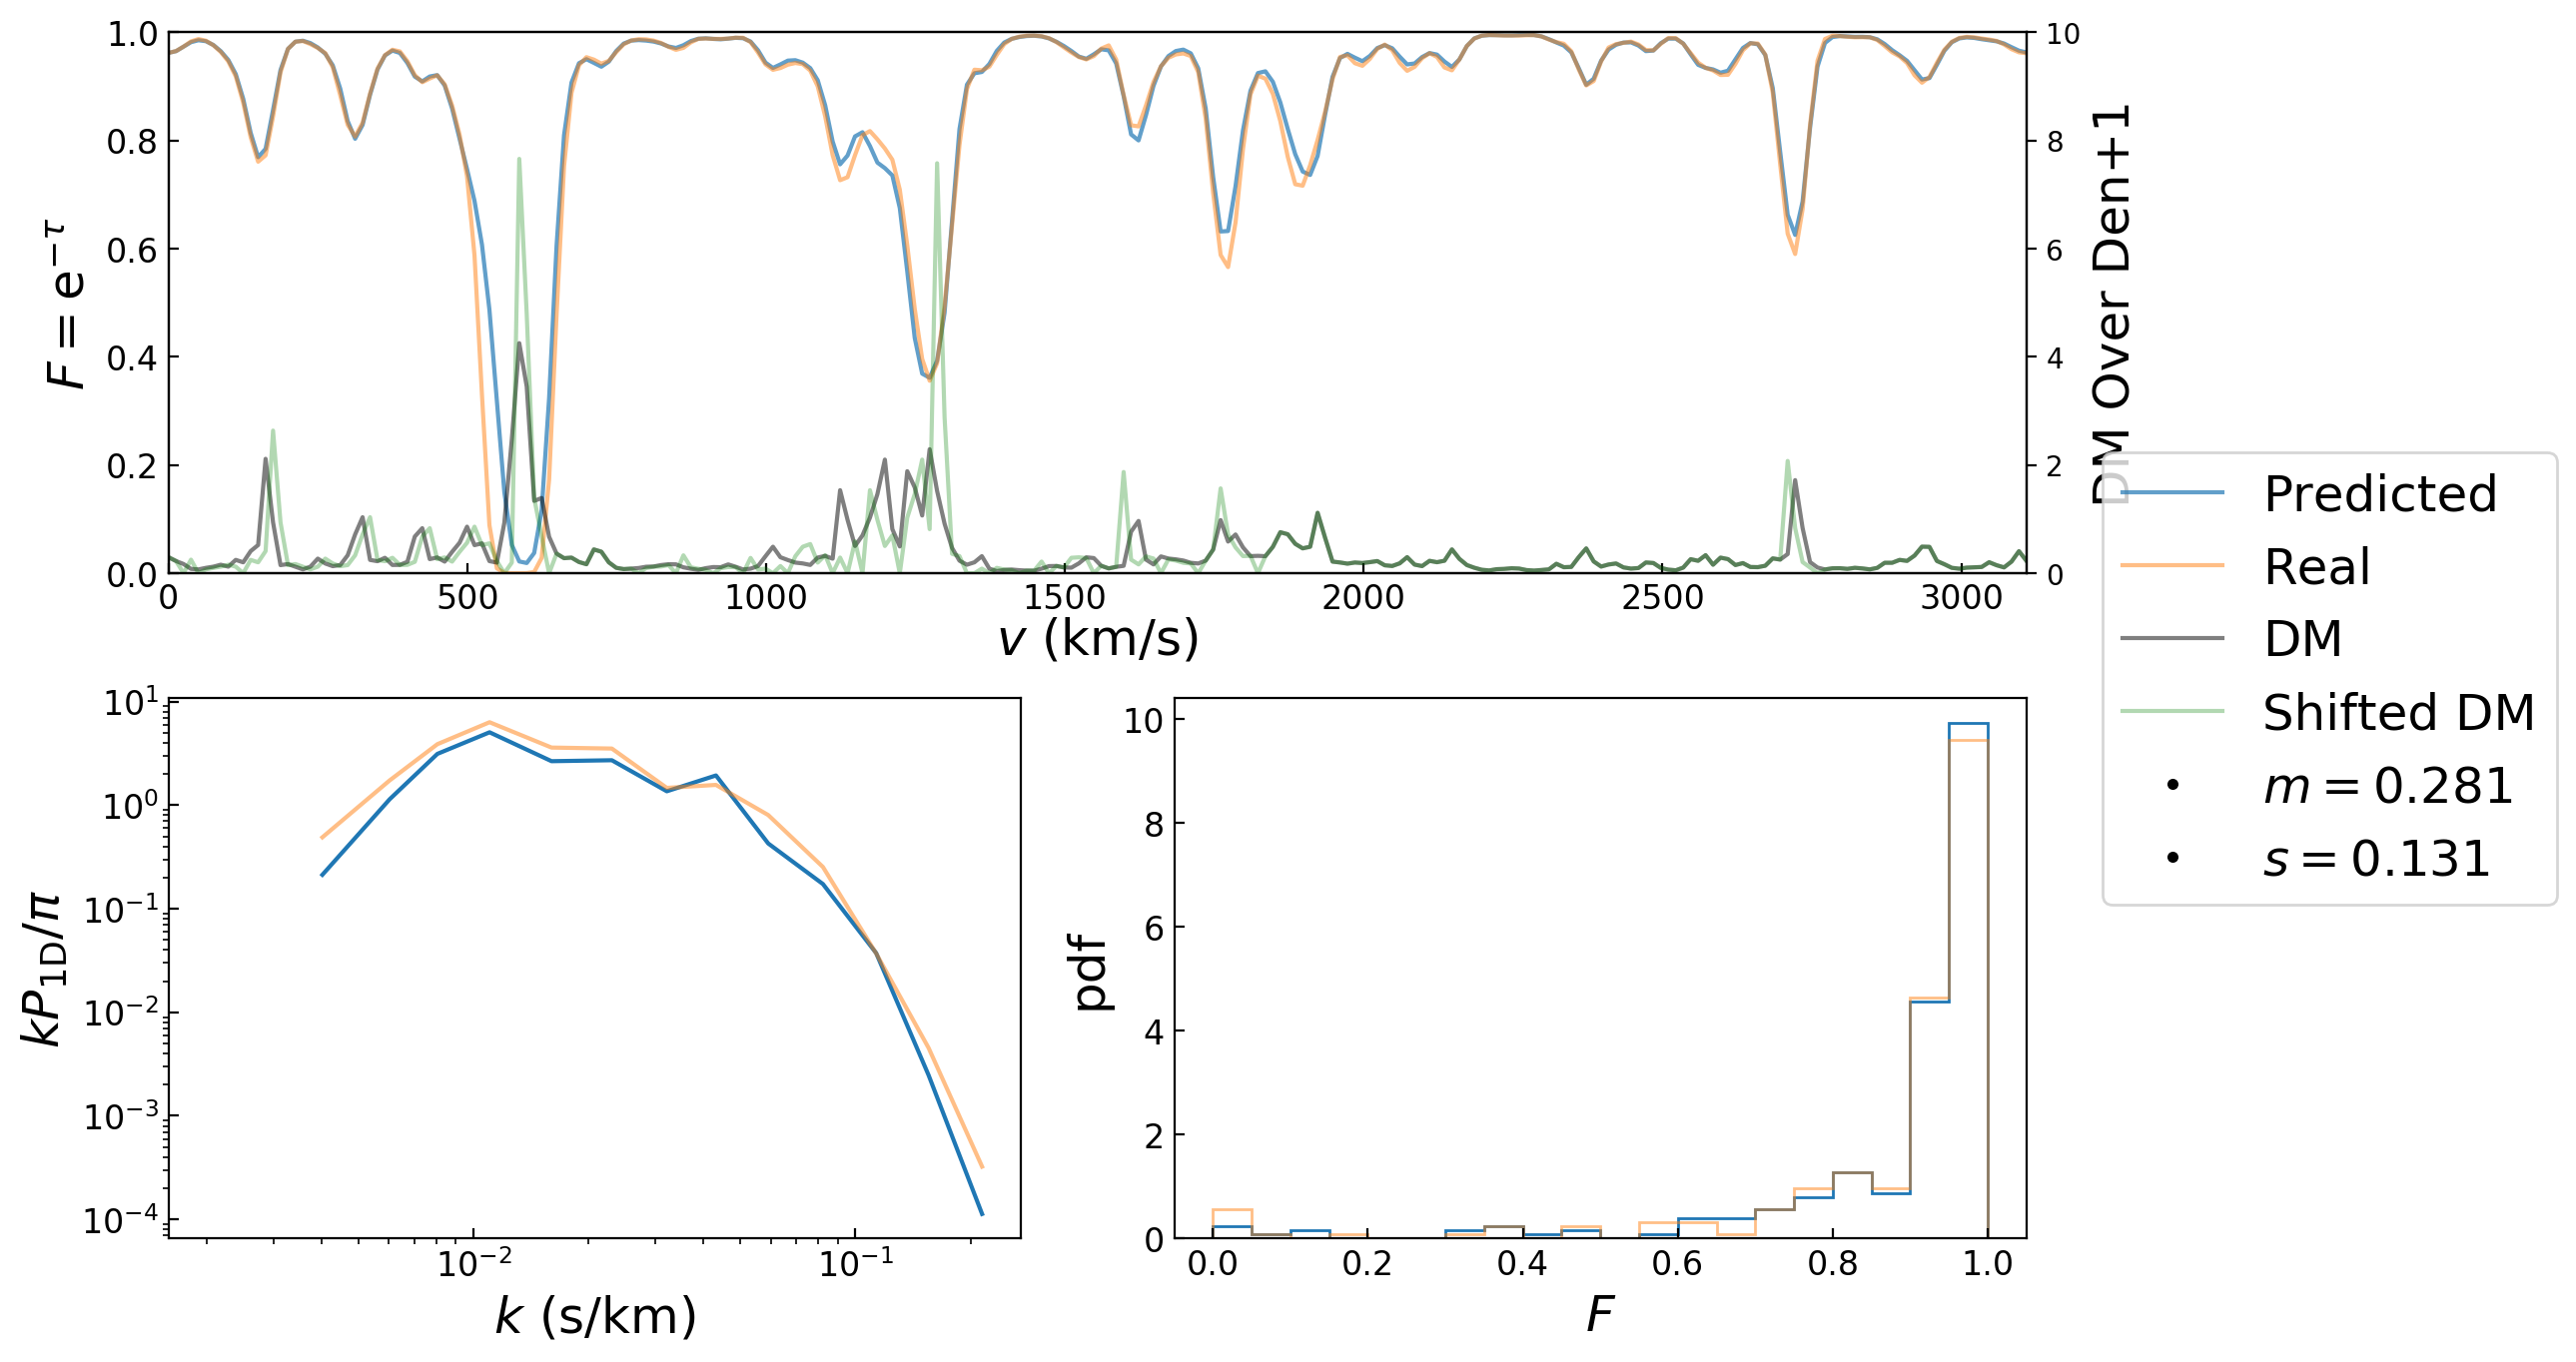 1.0
0.8
0.6
0.4
0.2
0.0
F = e^{−τ}
10
8
6
4
2
0
DM Over Den+1
0 500 1000 1500 2000 2500 3000
v (km/s)
Predicted
Real
DM
Shifted DM
m = 0.281
s = 0.131
10^1
10^0
10^{−1}
10^{−2}
10^{−3}
10^{−4}
kP_{1D}/π
10^{−2} 10^{−1}
k (s/km)
10
8
6
4
2
0
pdf
0.0 0.2 0.4 0.6 0.8 1.0
F